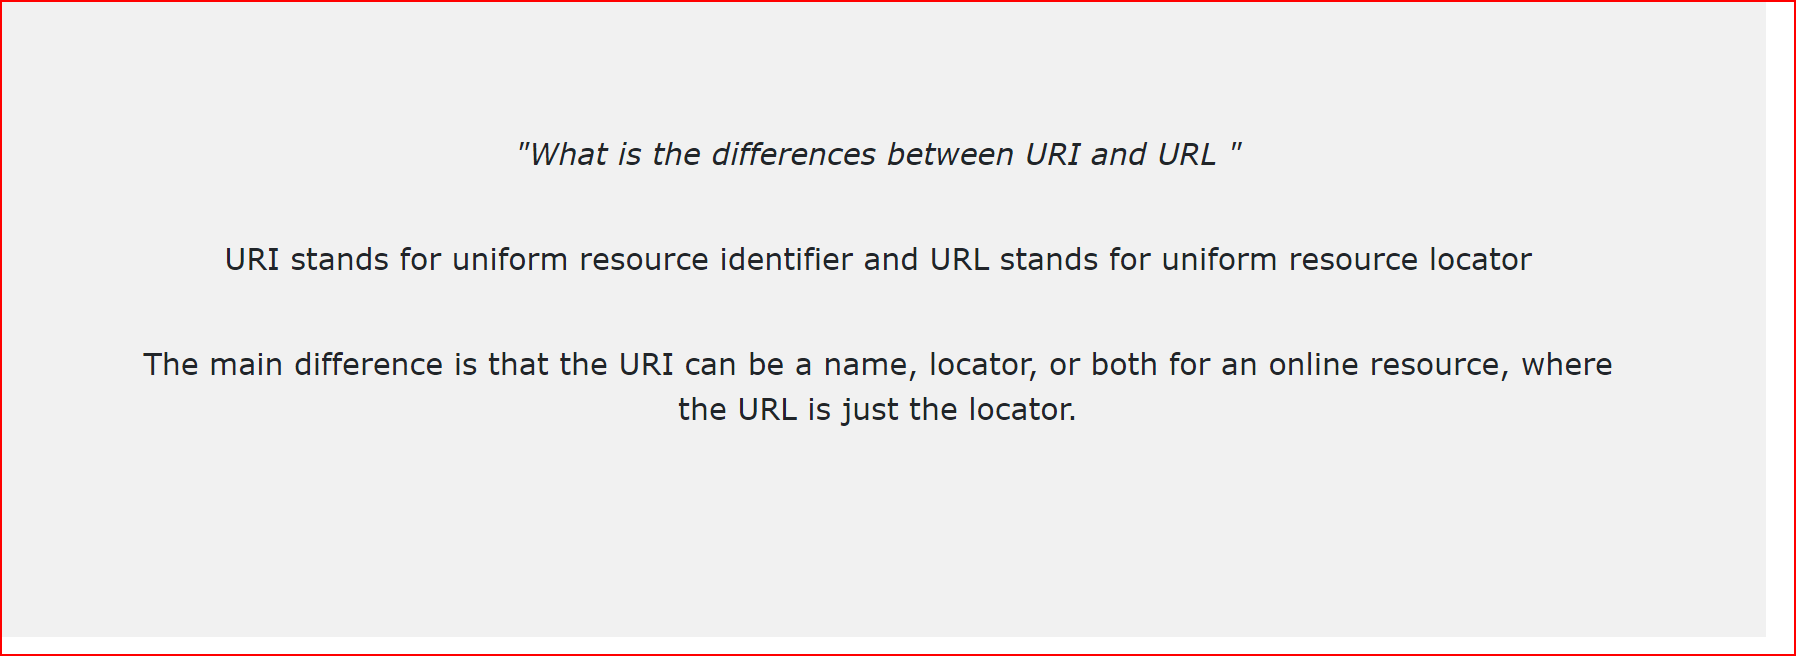 "What is the differences between URI and URL "
URI stands for uniform resource identifier and URL stands for uniform resource locator
The main difference is that the URI can be a name, locator, or both for an online resource, where
the URL is just the locator.